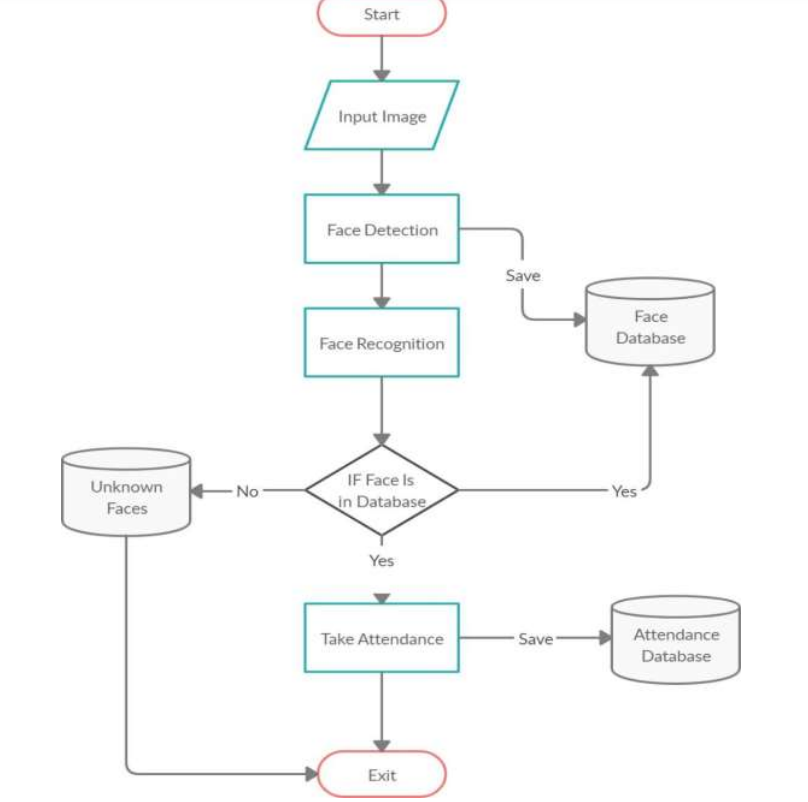 Start
Input Image
Face Detection
Save
Face
Database
Face Recognition
IF Face Is
in Database
No
Unknown
Faces
Yes
Yes
Take Attendance
Save
Attendance
Database
Exit